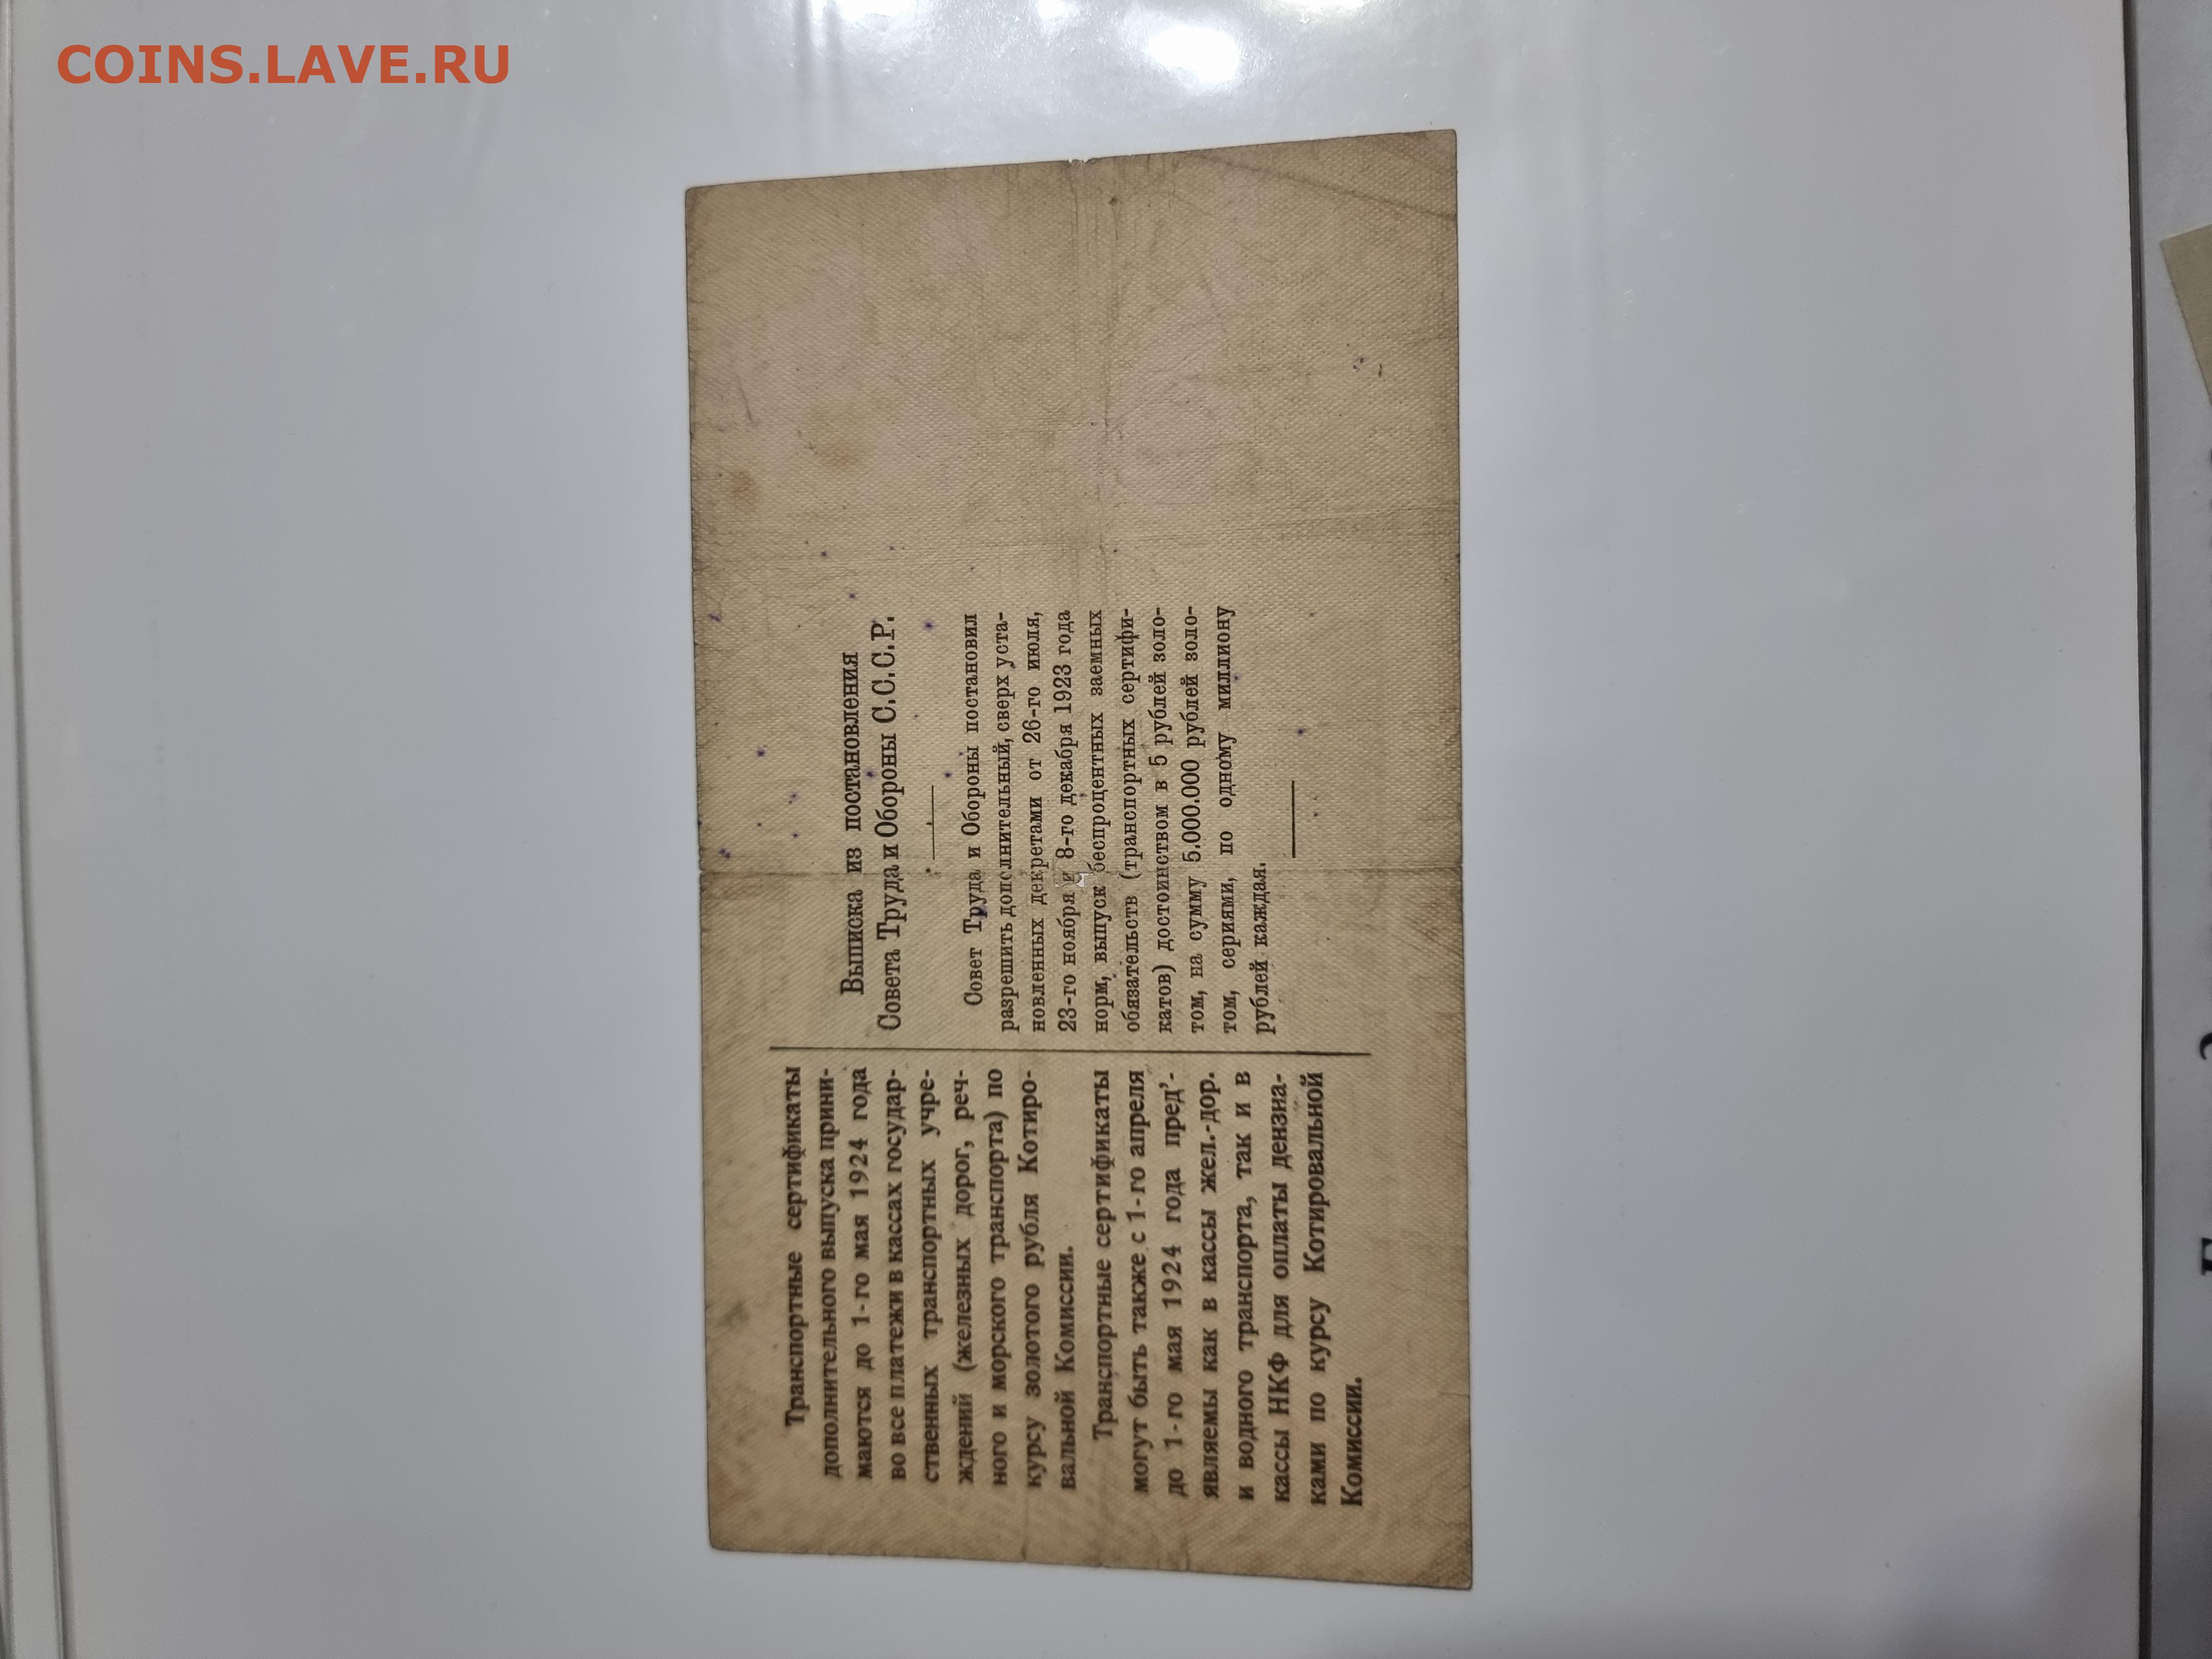 COINS.LAVE.RU
Транспортные сертификаты
дополнительного выпуска прини-
маются до 1-го мая 1924 года
во все платежи в кассах государ-
ственных транспортных учре-
ждений (железных дорог, реч-
ного и морского транспорта) по
курсу золотого рубля Котиро-
вальной Комиссии.
Транспортные сертификаты
могут быть также с 1-го апреля
до 1-го мая 1924 года пред'-
являемы как в кассы жел.-дор.
и водного транспорта, так и в
кассы НКФ для оплаты дензна-
ками по курсу Котировальной
Комиссии.
Выписка из постановления
Совета Труда и Обороны С.С.С.Р.
Совет Труда и Обороны постановил
разрешить дополнительный, сверх уста-
новленных декретами от 26-го июля,
23-го ноября и 8-го декабря 1923 года
норм, выпуск беспроцентных заемных
обязательств (транспортных сертифи-
катов) достоинством в 5 рублей золо-
том, на сумму 5.000.000 рублей золо-
том, сериями, по одному миллиону
рублей каждая.